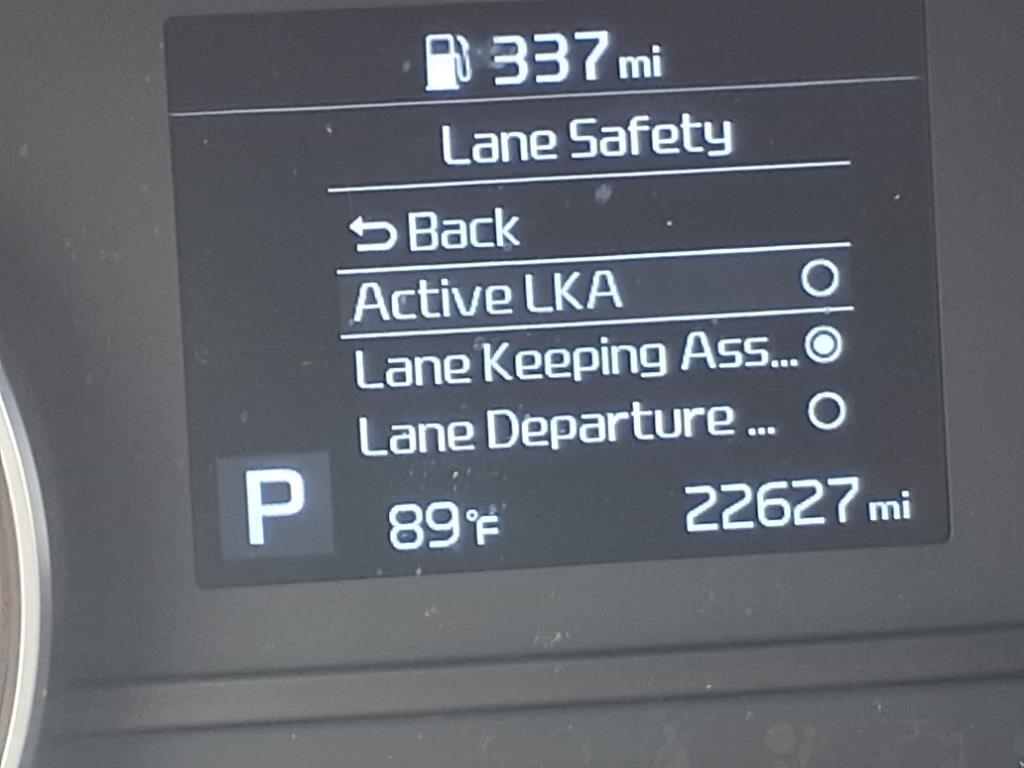 337 mi
Lane Safety
Back
Active LKA
Lane Keeping Ass...
Lane Departure ...
P 89°F 22627 mi